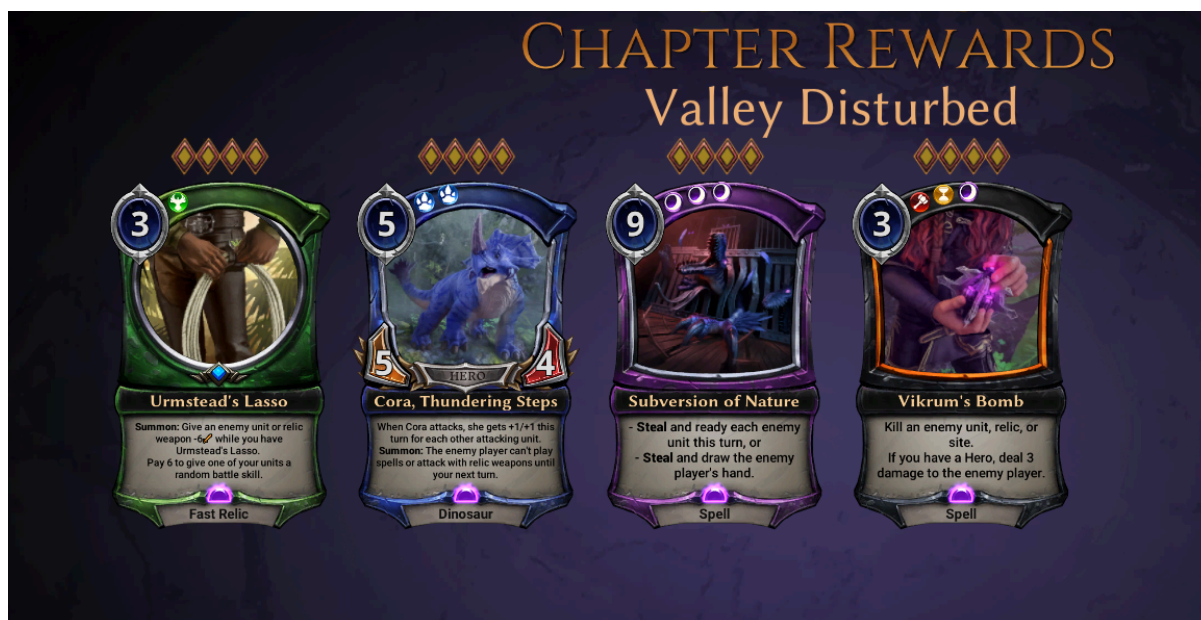 CHAPTER REWARDS
Valley Disturbed
3
Urmstead's Lasso
Summon: Give an enemy unit or relic
weapon -6 while you have
Urmstead's Lasso.
Pay 6 to give one of your units a
random battle skill.
Fast Relic
5
5
HERO
4
Cora, Thundering Steps
When Cora attacks, she gets +1/+1 this
turn for each other attacking unit.
Summon: The enemy player can't play
spells or attack with relic weapons until
your next turn.
Dinosaur
9
Subversion of Nature
- Steal and ready each enemy
unit this turn, or
- Steal and draw the enemy
player's hand.
Spell
3
Vikrum's Bomb
Kill an enemy unit, relic, or
site.
If you have a Hero, deal 3
damage to the enemy player.
Spell